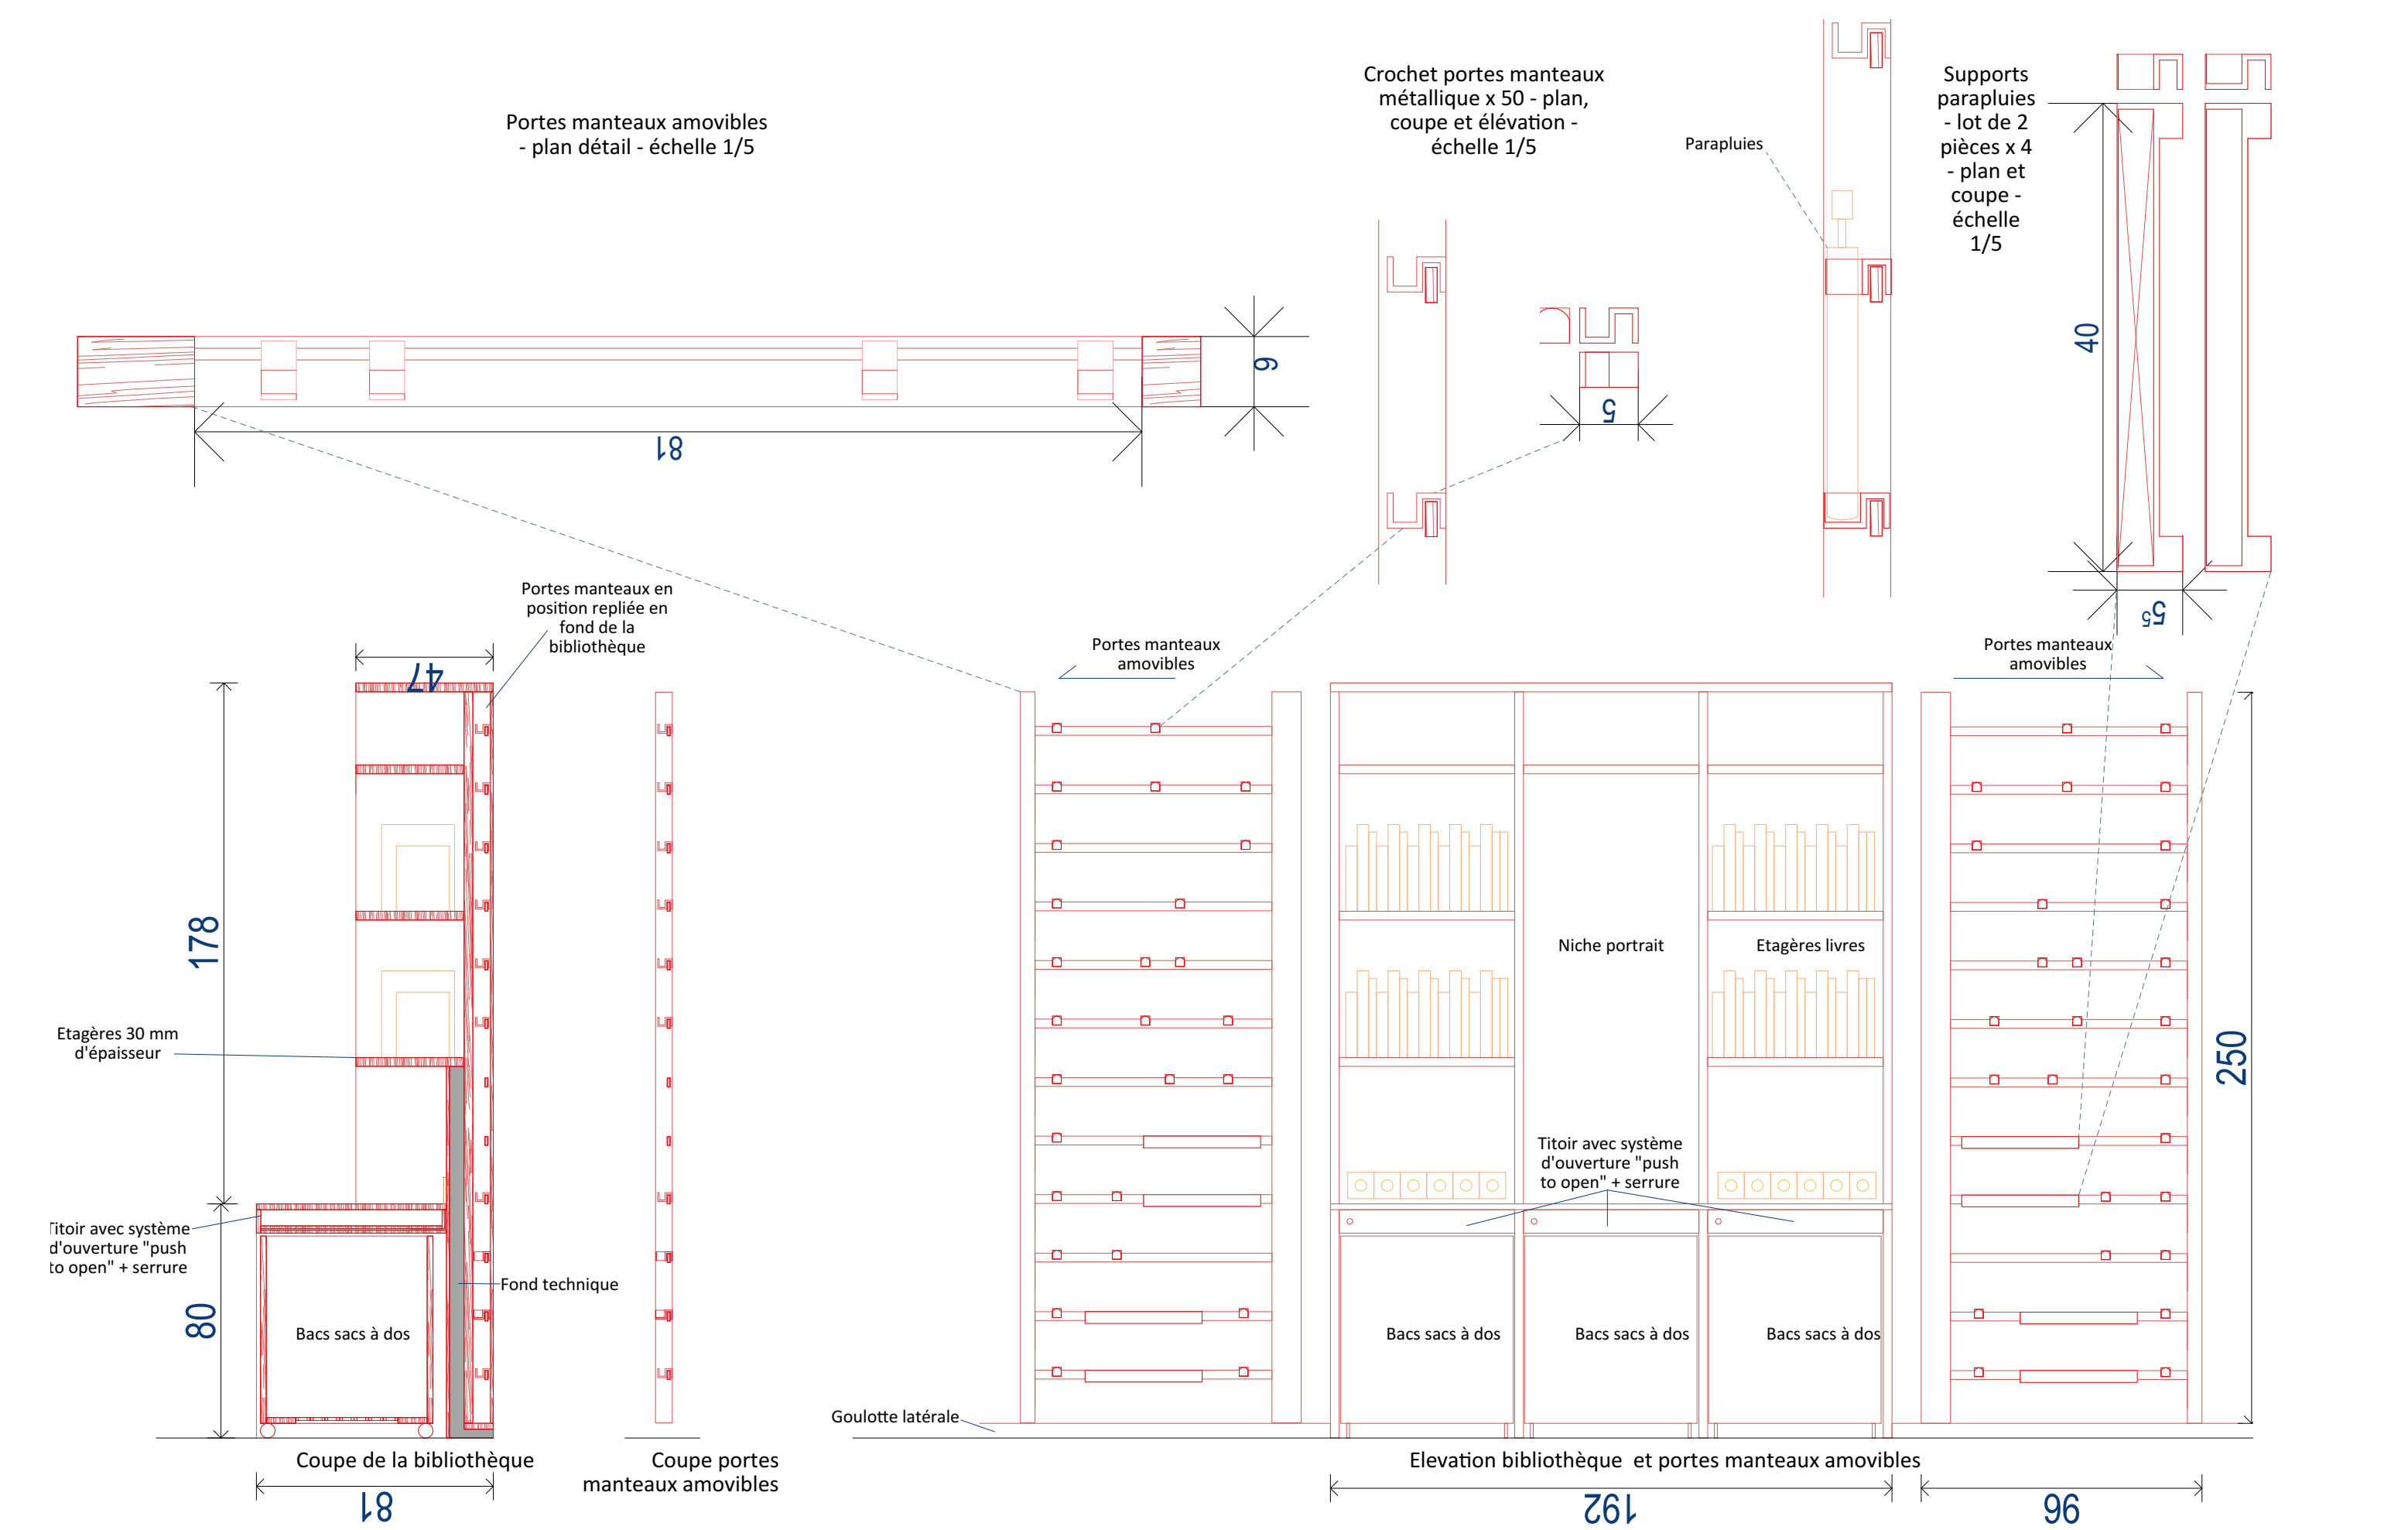 Portes manteaux amovibles
- plan détail - échelle 1/5
Crochet portes manteaux
métallique x 50 - plan,
coupe et élévation -
échelle 1/5
Parapluies
Supports
parapluies
- lot de 2
pièces x 4
- plan et
coupe -
échelle
1/5
40
6
5
81
5⁵
Portes manteaux en
position repliée en
fond de la
bibliothèque
47
Portes manteaux
amovibles
Portes manteaux
amovibles
178
Niche portrait
Etagères livres
Etagères 30 mm
d'épaisseur
250
Titoir avec système
d'ouverture "push
to open" + serrure
Titoir avec système
d'ouverture "push
to open" + serrure
Fond technique
80
Bacs sacs à dos
Bacs sacs à dos
Bacs sacs à dos
Bacs sacs à dos
Goulotte latérale
Coupe de la bibliothèque
Coupe portes
manteaux amovibles
Elevation bibliothèque et portes manteaux amovibles
81
192
96